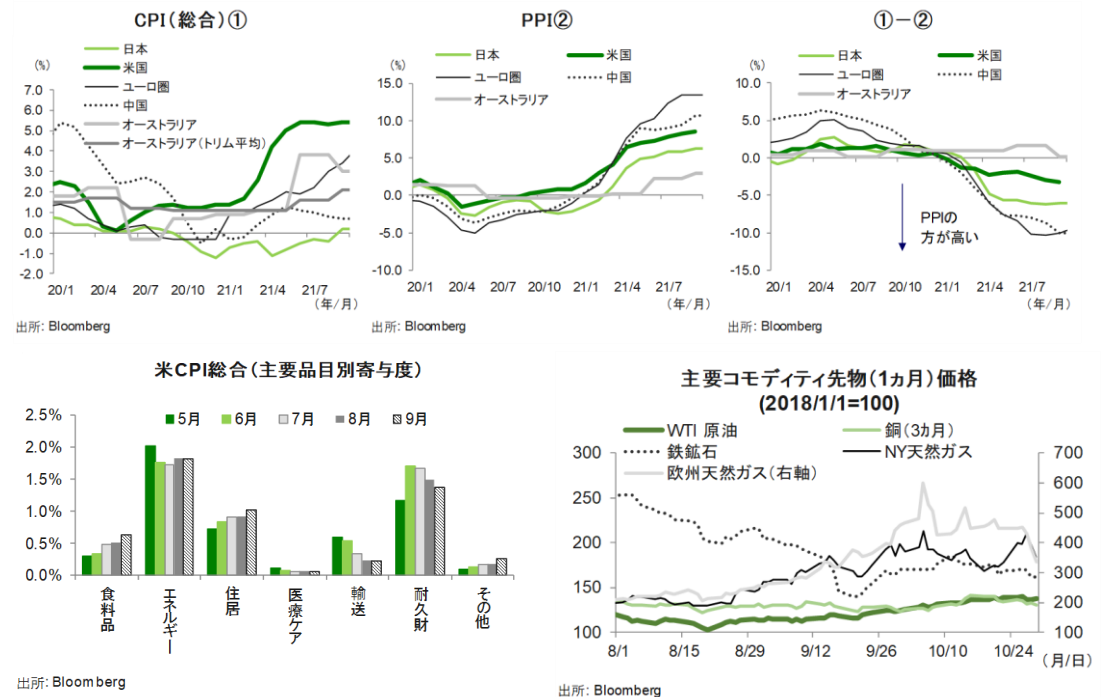 CPI(総合)①
日本
米国
ユーロ圏
中国
オーストラリア
オーストラリア(トリム平均)
(%)
7.0
6.0
5.0
4.0
3.0
2.0
1.0
0.0
-1.0
-2.0
20/1 20/4 20/7 20/10 21/1 21/4 21/7
(年/月)
出所: Bloomberg
PPI②
日本 米国
ユーロ圏 中国
オーストラリア
(%)
15.0
10.0
5.0
0.0
-5.0
-10.0
20/1 20/4 20/7 20/10 21/1 21/4 21/7
(年/月)
出所: Bloomberg
①-②
日本 米国
ユーロ圏 中国
オーストラリア
(%)
10.0
5.0
0.0
-5.0
-10.0
-15.0
PPIの
方が高い
20/1 20/4 20/7 20/10 21/1 21/4 21/7
(年/月)
出所: Bloomberg
米CPI総合(主要品目別寄与度)
5月 6月 7月 8月 9月
2.5%
2.0%
1.5%
1.0%
0.5%
0.0%
食料品
エネルギー
住居
医療ケア
輸送
耐久財
その他
出所: Bloomberg
主要コモディティ先物(1ヵ月)価格
(2018/1/1=100)
WTI 原油 銅(3カ月)
鉄鉱石 NY天然ガス
欧州天然ガス(右軸)
300
250
200
150
100
700
600
500
400
300
200
100
8/1 8/15 8/29 9/12 9/26 10/10 10/24
(月/日)
出所: Bloomberg